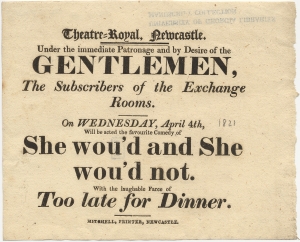 Theatre-Royal, Newcastle.
Under the immediate Patronage and by Desire of the
GENTLEMEN,
The Subscribers of the Exchange
Rooms.
On WEDNESDAY, April 4th,
1821
Will be acted the favourite Comedy of
She wou'd and She
wou'd not.
With the laughable Farce of
Too late for Dinner.
MITCHELL, PRINTER, NEWCASTLE.